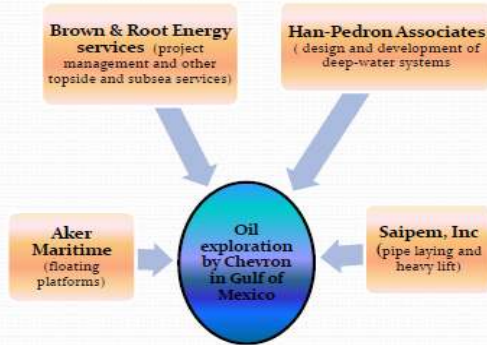 Brown & Root Energy
services (project
management and other
topside and subsea services)
Han-Pedron Associates
( design and development of
deep-water systems
Aker
Maritime
(floating
platforms)
Oil
exploration
by Chevron
in Gulf of
Mexico
Saipem, Inc
(pipe laying and
heavy lift)